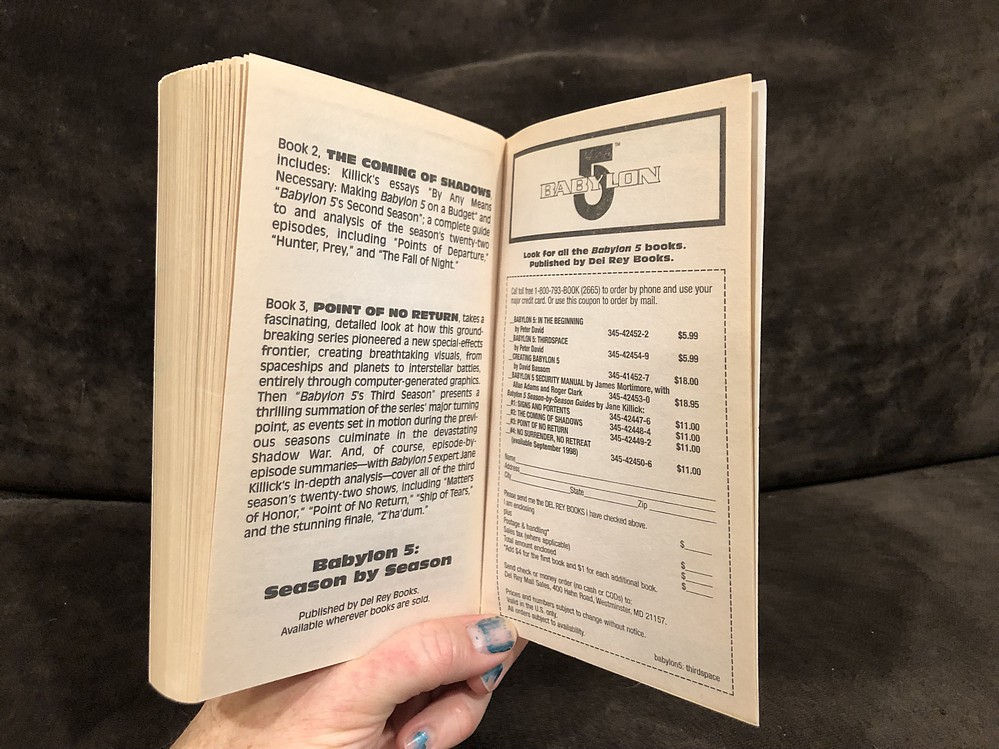 Book 2, THE COMING OF SHADOWS,
includes: Killick's essays "By Any Means
Necessary: Making Babylon 5 on a Budget" and
"Babylon 5's Second Season"; a complete guide
to and analysis of the season's twenty-two
episodes, including "Points of Departure,"
"Hunter, Prey," and "The Fall of Night."
Book 3, POINT OF NO RETURN, takes a
fascinating, detailed look at how this ground-
breaking series pioneered a new special-effects
frontier, creating breathtaking visuals, from
spaceships and planets to interstellar battles,
entirely through computer-generated graphics.
Then "Babylon 5's Third Season" presents a
thrilling summation of the series' major turning
point, as events set in motion during the previ-
ous seasons culminate in the devastating
Shadow War. And, of course, episode-by-
episode summaries—with Babylon 5 expert Jane
Killick's in-depth analysis—cover all of the third
season's twenty-two shows, including "Matters
of Honor," "Point of No Return," "Ship of Tears,"
and the stunning finale, "Z'ha'dum."
Babylon 5:
Season by Season
Published by Del Rey Books.
Available wherever books are sold.
BABYLON 5 ™
Look for all the Babylon 5 books.
Published by Del Rey Books.
Call toll free 1-800-793-BOOK (2665) to order by phone and use your
major credit card. Or use this coupon to order by mail.
_BABYLON 5: IN THE BEGINNING
by Peter David 345-42452-2 $5.99
_BABYLON 5: THIRDSPACE
by Peter David 345-42454-9 $5.99
_CREATING BABYLON 5
by David Bassom 345-41452-7 $18.00
_BABYLON 5 SECURITY MANUAL by James Mortimore, with
Allan Adams and Roger Clark 345-42453-0 $18.95
Babylon 5 Season-by-Season Guides by Jane Killick:
_#1: SIGNS AND PORTENTS 345-42447-6 $11.00
_#2: THE COMING OF SHADOWS 345-42448-4 $11.00
_#3: POINT OF NO RETURN 345-42449-2 $11.00
_#4: NO SURRENDER, NO RETREAT
(available September 1998) 345-42450-6 $11.00
Name
Address
City State Zip
Please send me the DEL REY BOOKS I have checked above.
I am enclosing $
plus
Postage & handling* $
Sales tax (where applicable) $
Total amount enclosed $
*Add $4 for the first book and $1 for each additional book.
Send check or money order (no cash or CODs) to:
Del Rey Mail Sales, 400 Hahn Road, Westminster, MD 21157.
Prices and numbers subject to change without notice.
Valid in the U.S. only.
All orders subject to availability.
babylon5: thirdspace